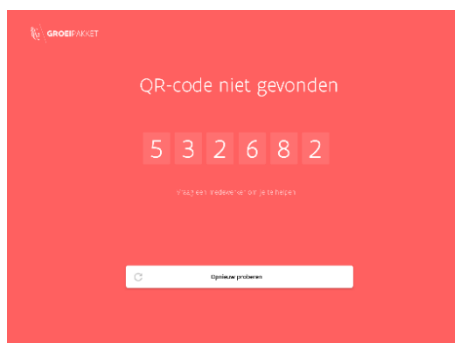 GROEIPAKKET
QR-code niet gevonden
5 3 2 6 8 2
Vraag een medewerker om je te helpen
Opnieuw proberen